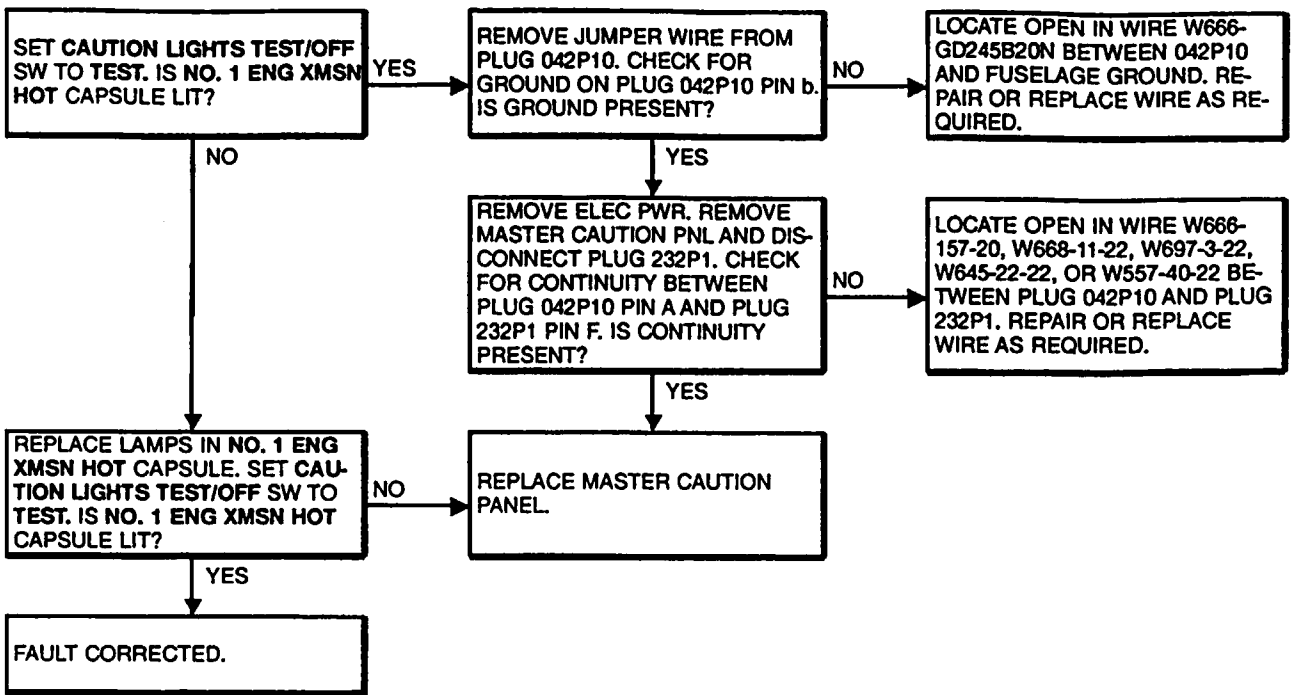 SET CAUTION LIGHTS TEST/OFF
SW TO TEST. IS NO. 1 ENG XMSN
HOT CAPSULE LIT?
YES
NO
REMOVE JUMPER WIRE FROM
PLUG 042P10. CHECK FOR
GROUND ON PLUG 042P10 PIN b.
IS GROUND PRESENT?
NO
YES
LOCATE OPEN IN WIRE W666-
GD245B20N BETWEEN 042P10
AND FUSELAGE GROUND. RE-
PAIR OR REPLACE WIRE AS RE-
QUIRED.
REMOVE ELEC PWR. REMOVE
MASTER CAUTION PNL AND DIS-
CONNECT PLUG 232P1. CHECK
FOR CONTINUITY BETWEEN
PLUG 042P10 PIN A AND PLUG
232P1 PIN F. IS CONTINUITY
PRESENT?
NO
YES
LOCATE OPEN IN WIRE W666-
157-20, W668-11-22, W697-3-22,
W645-22-22, OR W557-40-22 BE-
TWEEN PLUG 042P10 AND PLUG
232P1. REPAIR OR REPLACE
WIRE AS REQUIRED.
REPLACE LAMPS IN NO. 1 ENG
XMSN HOT CAPSULE. SET CAU-
TION LIGHTS TEST/OFF SW TO
TEST. IS NO. 1 ENG XMSN HOT
CAPSULE LIT?
NO
YES
REPLACE MASTER CAUTION
PANEL.
FAULT CORRECTED.